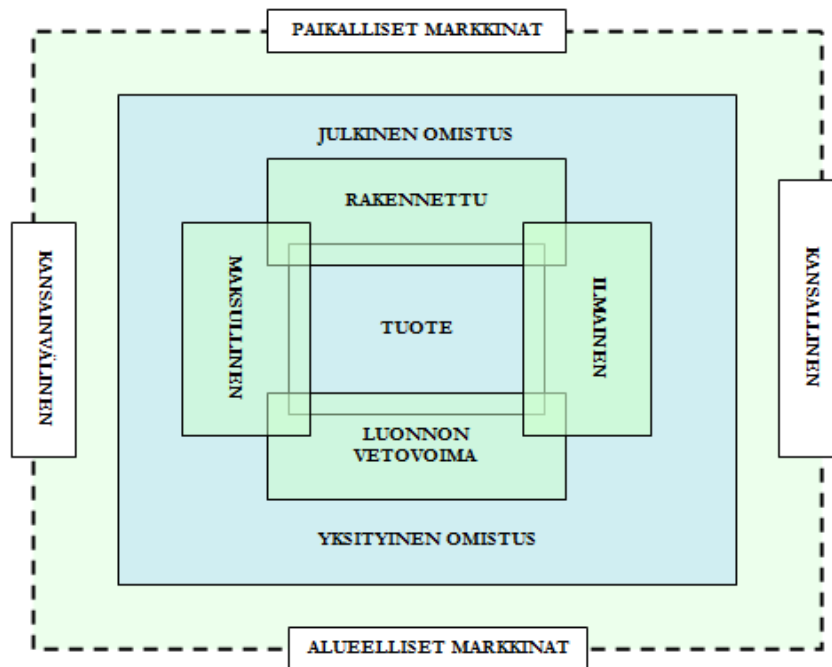 PAIKALLISET MARKKINAT
JULKINEN OMISTUS
RAKENNETTU
KANSAINVÄLINEN
MAKSULLINEN
TUOTE
ILMAINEN
KANSALLINEN
LUONNON
VETOVOIMA
YKSITYINEN OMISTUS
ALUEELLISET MARKKINAT